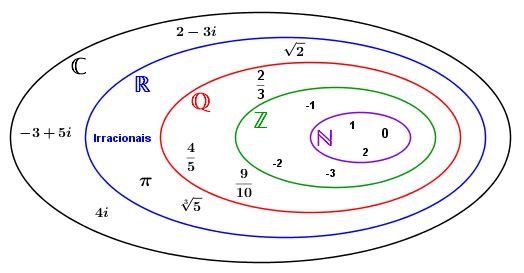 2 − 3i
√2
ℂ
ℝ
2/3
ℚ
-1
ℤ
1
0
ℕ
−3 + 5i
Irracionais
2
4/5
-2
-3
π
9/10
∛5
4i